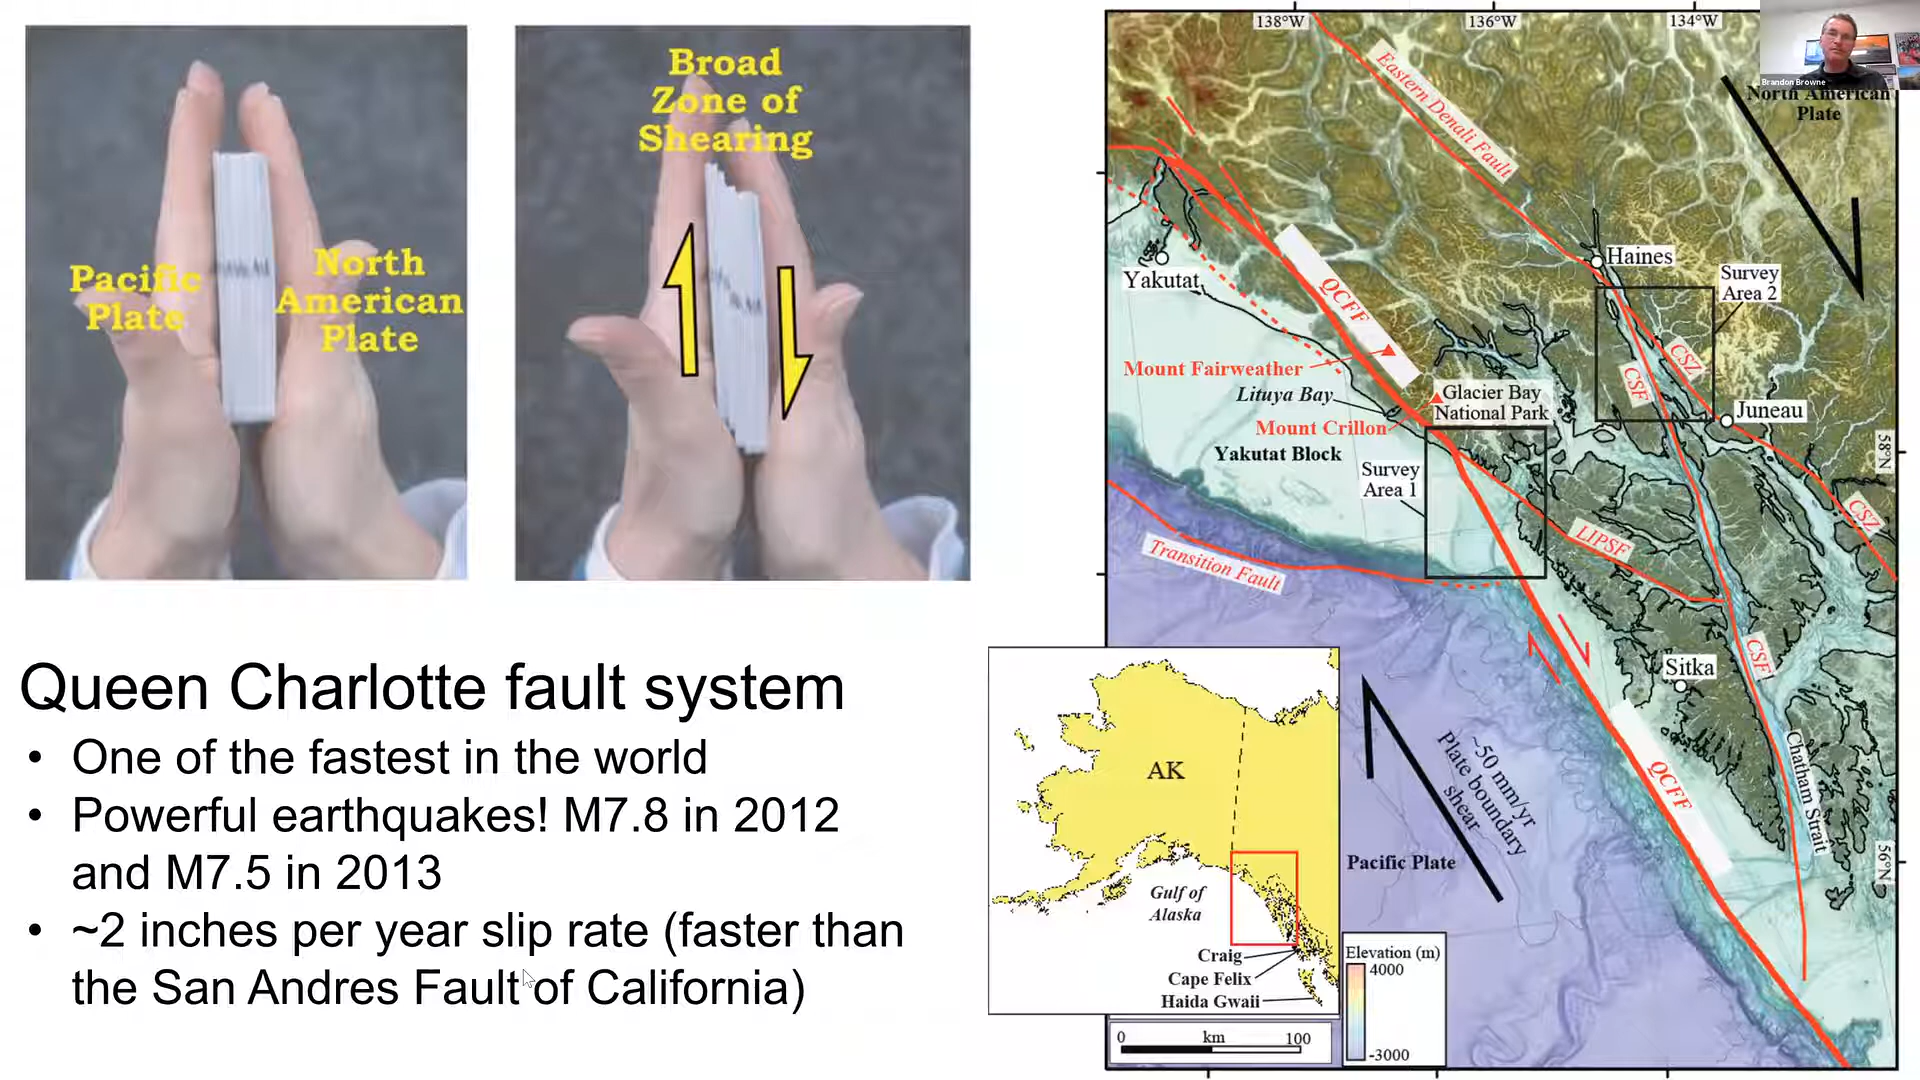 Pacific
Plate
North
American
Plate
Broad
Zone of
Shearing
Queen Charlotte fault system
• One of the fastest in the world
• Powerful earthquakes! M7.8 in 2012
and M7.5 in 2013
• ~2 inches per year slip rate (faster than
the San Andres Fault of California)
138°W
136°W
134°W
Brandon Browne
North American
Plate
Eastern Denali Fault
Haines
Survey
Area 2
Yakutat
QCFF
Mount Fairweather
Lituya Bay
Glacier Bay
National Park
Mount Crillon
Yakutat Block
CSZ
CSF
Juneau
58°N
Survey
Area 1
CSZ
LIPSF
Transition Fault
CSF
Sitka
Chatham Strait
QCFF
~50 mm/yr
Plate boundary
shear
Pacific Plate
56°N
AK
Gulf of
Alaska
Craig
Cape Felix
Haida Gwaii
Elevation (m)
4000
-3000
0 km 100